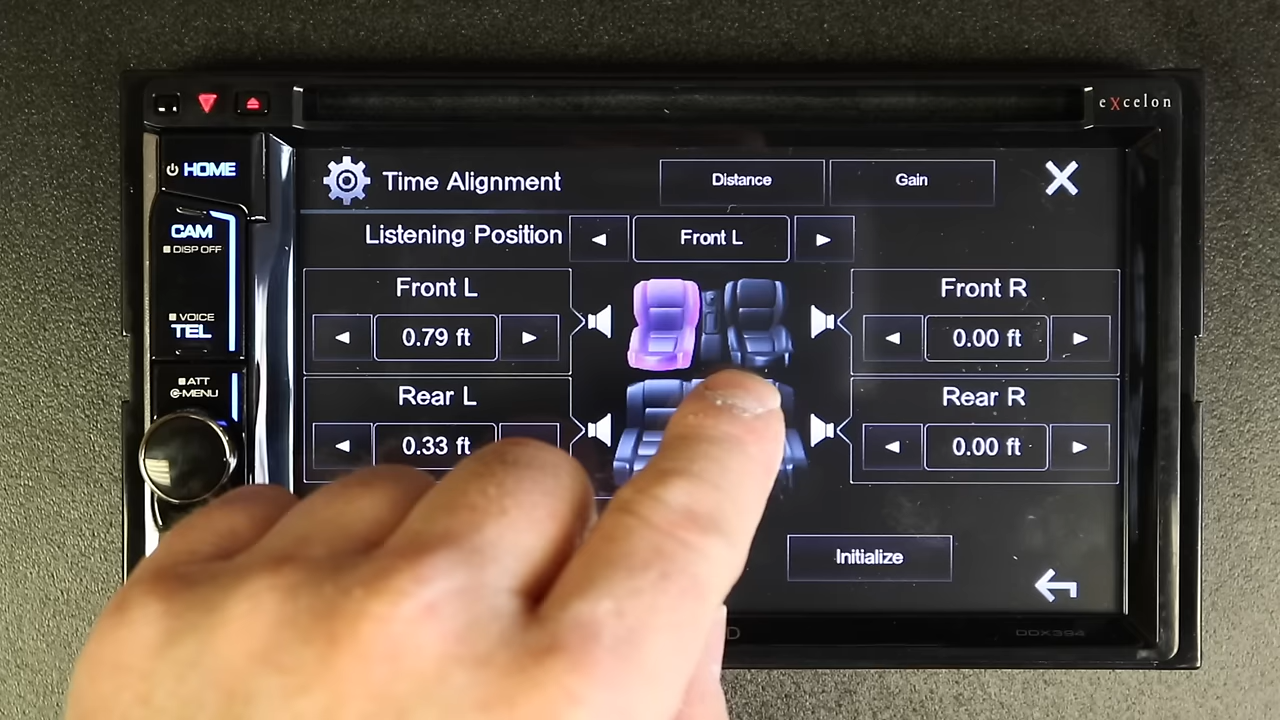 excelon
HOME
CAM
DISP OFF
VOICE
TEL
ATT
MENU
Time Alignment
Distance
Gain
Listening Position
Front L
Front L
0.79 ft
Front R
0.00 ft
Rear L
0.33 ft
Rear R
0.00 ft
Initialize
D
DDX394